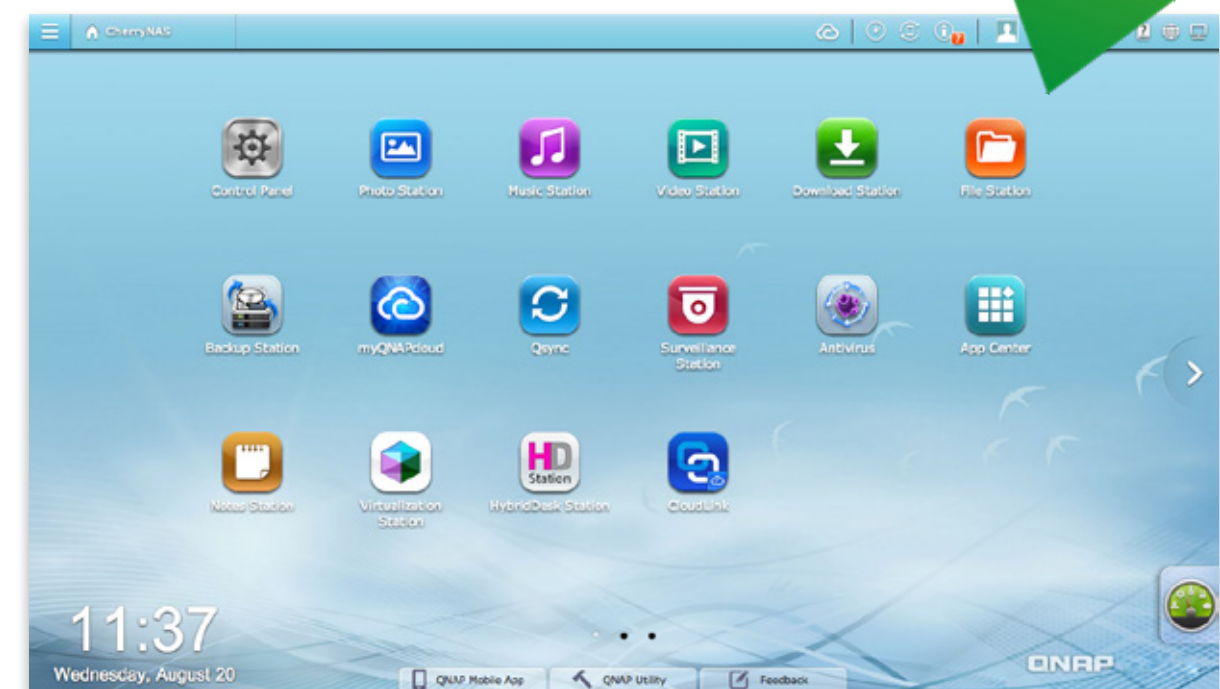 CherryNAS
Control Panel
Photo Station
Music Station
Video Station
Download Station
File Station
Backup Station
myQNAPcloud
Qsync
Surveillance
Station
Antivirus
App Center
Notes Station
Virtualization
Station
HD
Station
HybridDesk Station
CloudLink
11:37
Wednesday, August 20
QNAP Mobile App
QNAP Utility
Feedback
QNAP